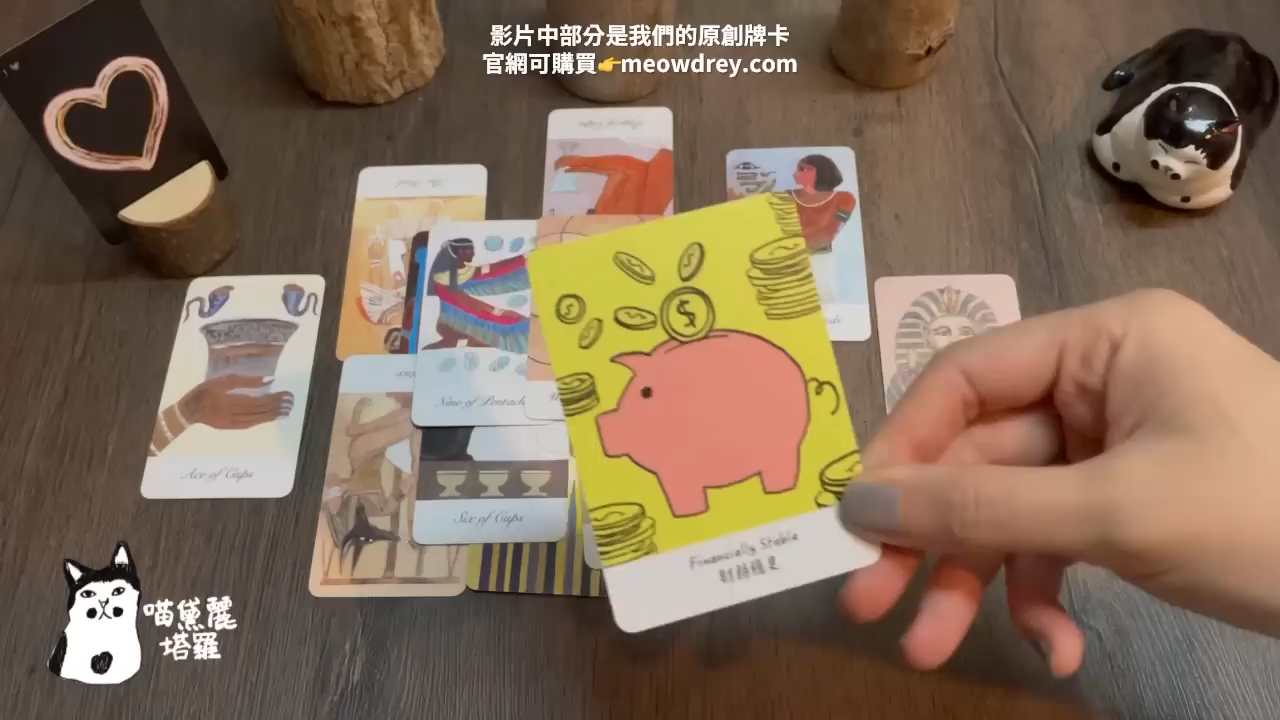 影片中部分是我們的原創牌卡
官網可購買👉meowdrey.com
Ace of Cups
Nine of Pentacl
Six of Cups
Financially Stable
財務穩定
喵黛麗
塔羅